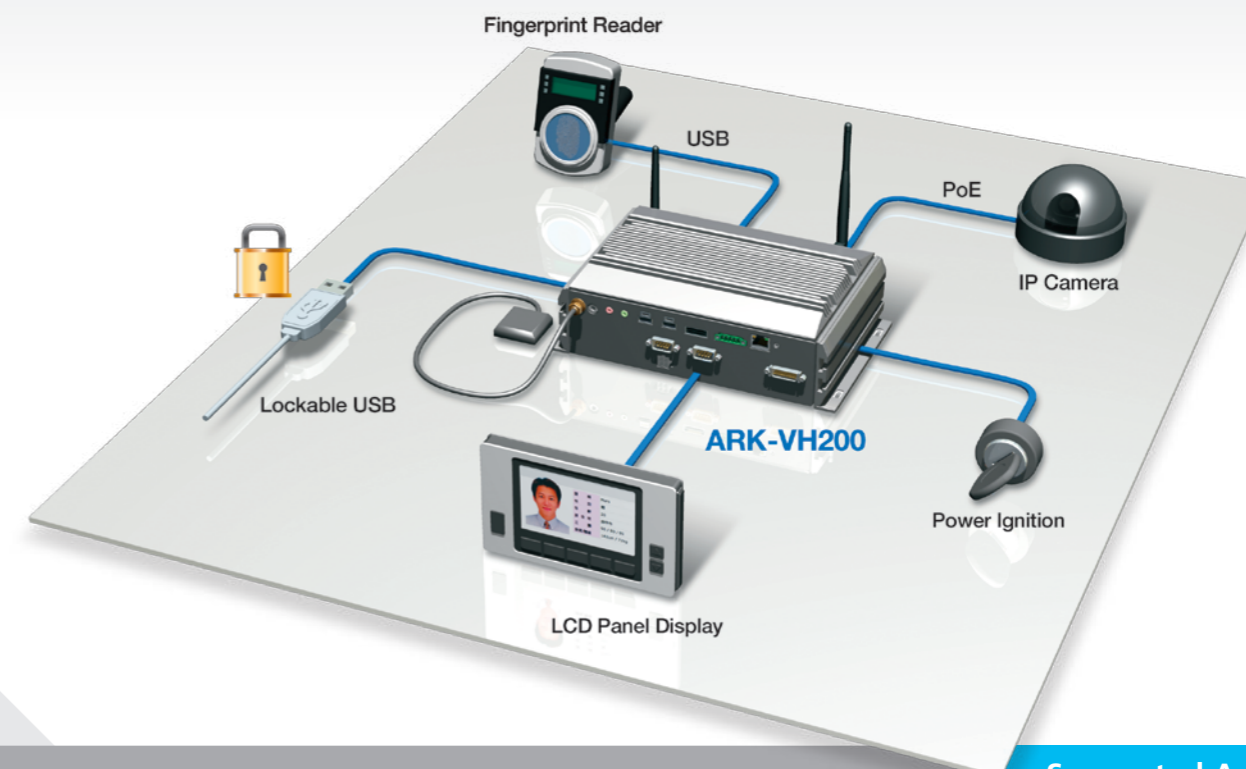 Fingerprint Reader
USB
PoE
IP Camera
Lockable USB
ARK-VH200
Power Ignition
LCD Panel Display